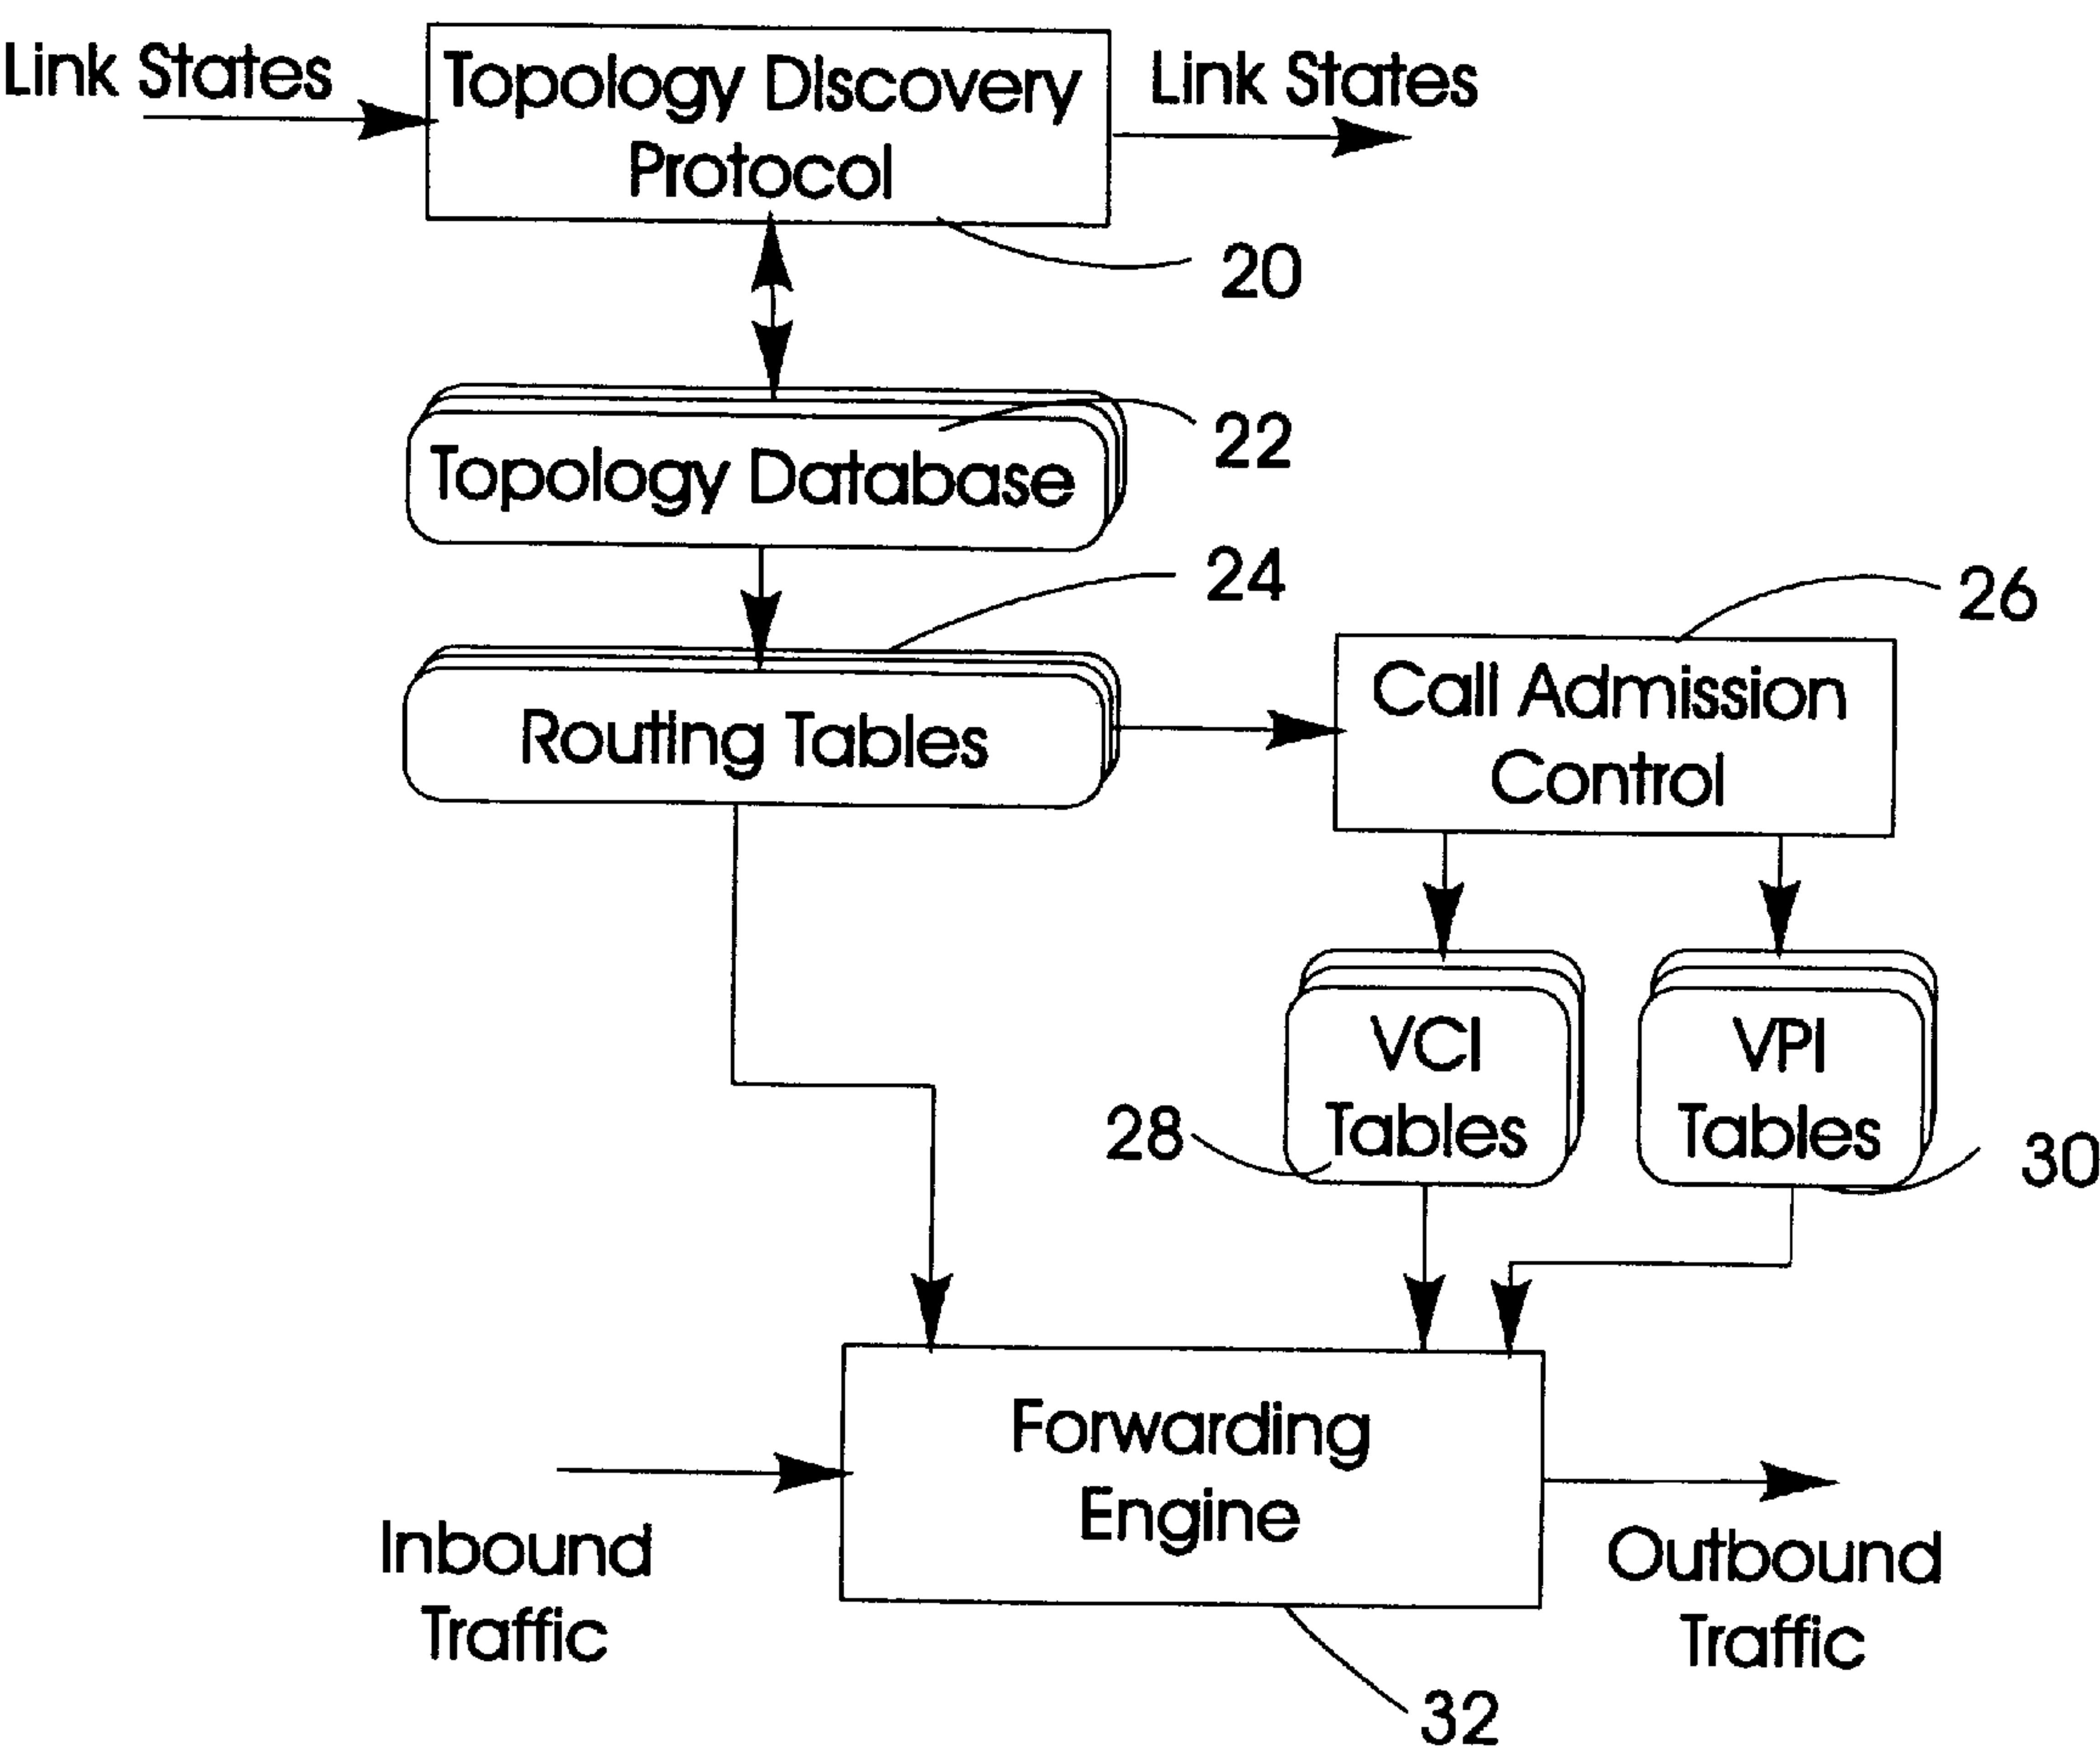 Link States
Topology Discovery
Protocol
Link States
20
22
Topology Database
24
26
Routing Tables
Call Admission
Control
VCI
Tables
VPI
Tables
28
30
Forwarding
Engine
Inbound
Traffic
Outbound
Traffic
32